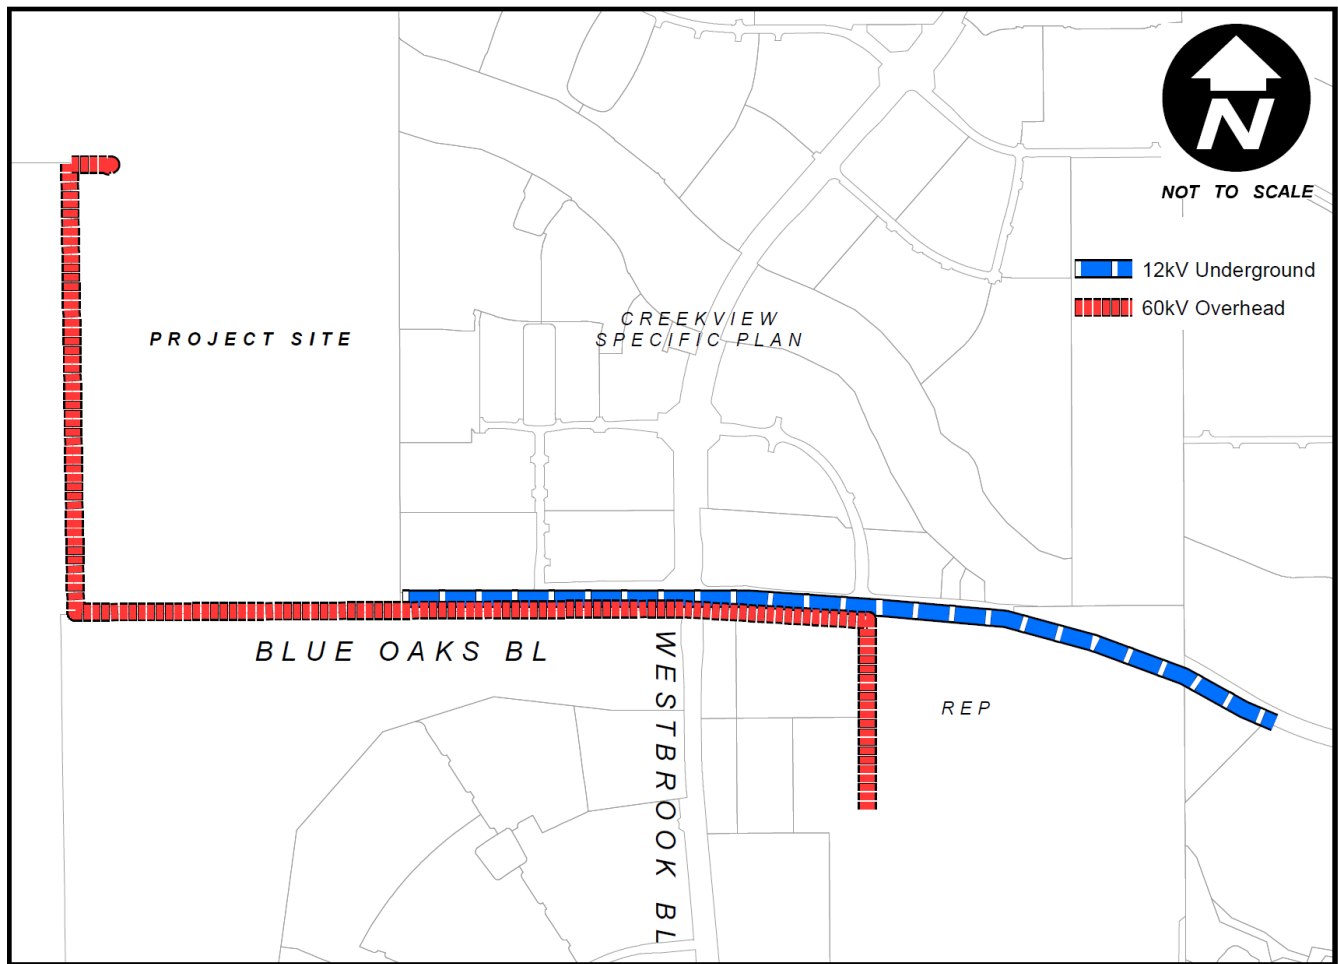 N
NOT TO SCALE
12kV Underground
60kV Overhead
PROJECT SITE
CREEKVIEW
SPECIFIC PLAN
BLUE OAKS BL
WESTBROOK BL
REP